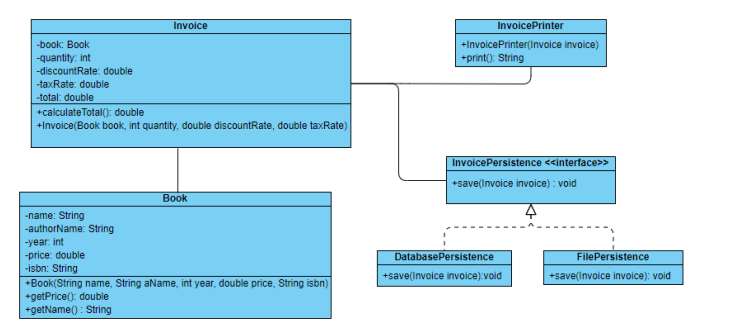 Invoice
-book: Book
-quantity: int
-discountRate: double
-taxRate: double
-total: double
+calculateTotal(): double
+Invoice(Book book, int quantity, double discountRate, double taxRate)
InvoicePrinter
+InvoicePrinter(Invoice invoice)
+print(): String
InvoicePersistence <<interface>>
+save(Invoice invoice) : void
Book
-name: String
-authorName: String
-year: int
-price: double
-isbn: String
+Book(String name, String aName, int year, double price, String isbn)
+getPrice(): double
+getName() : String
DatabasePersistence
+save(Invoice invoice):void
FilePersistence
+save(Invoice invoice): void